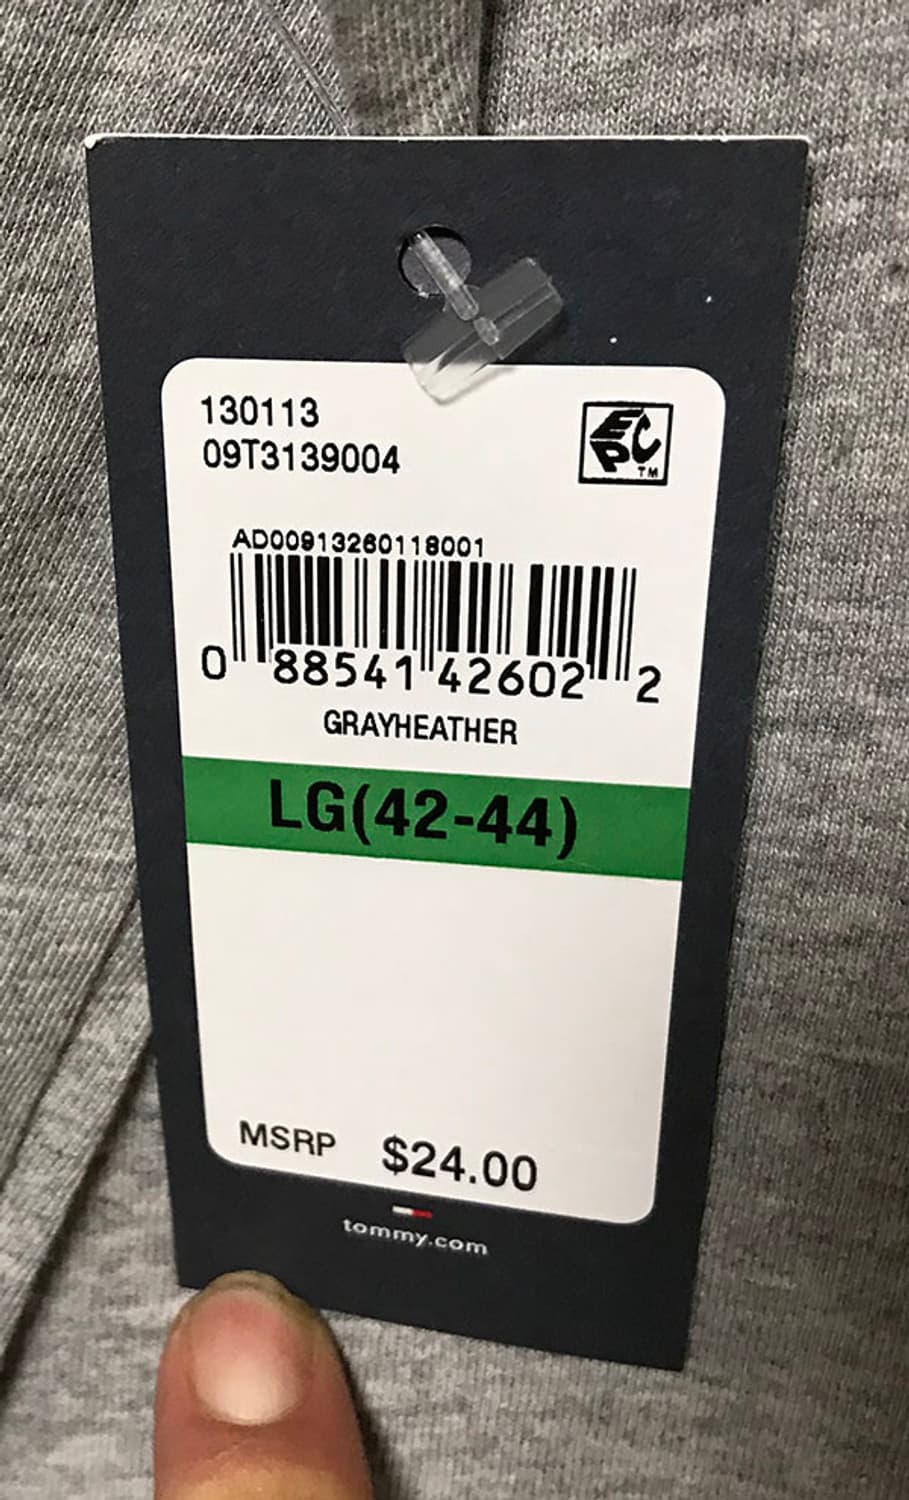 130113
09T3139004
EPC
TM
AD00913260118001
0 88541 42602 2
GRAYHEATHER
LG(42-44)
MSRP $24.00
tommy.com